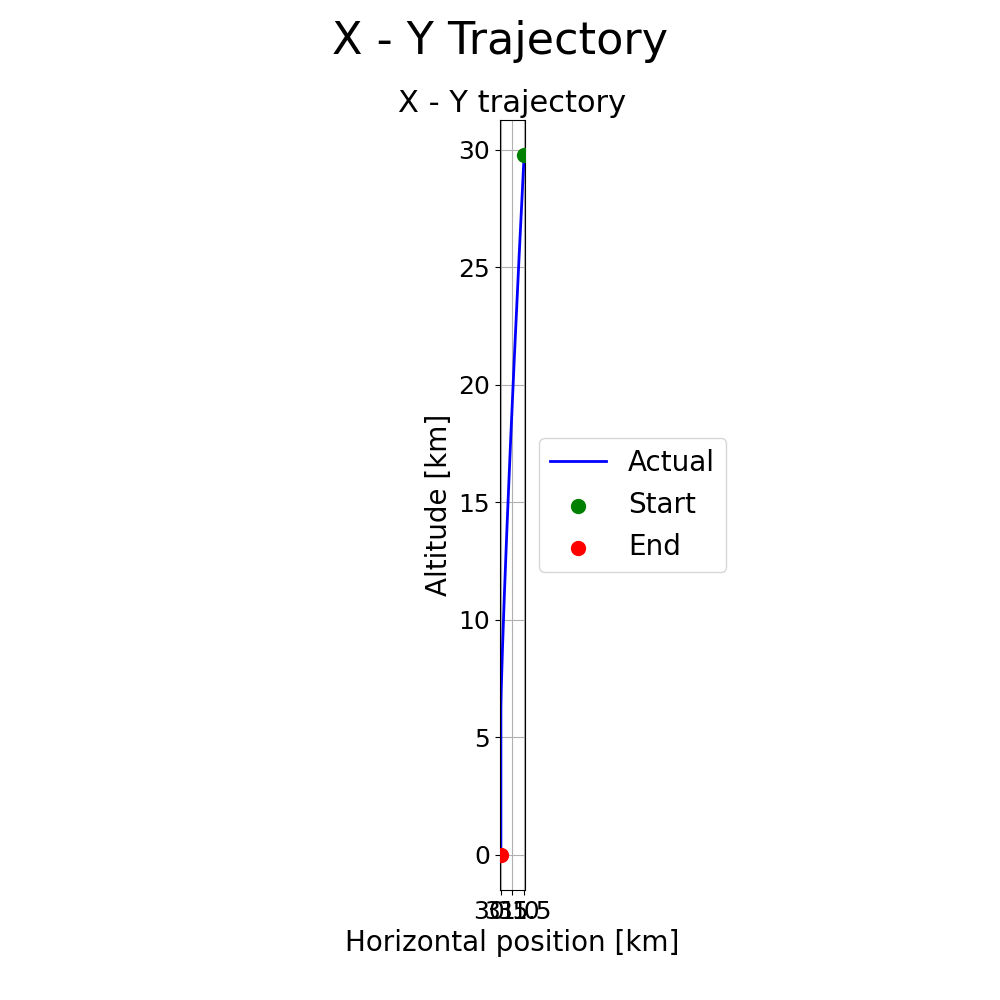 X - Y Trajectory
X - Y trajectory
30
25
20
15
10
5
0
Altitude [km]
Actual
Start
End
Horizontal position [km]